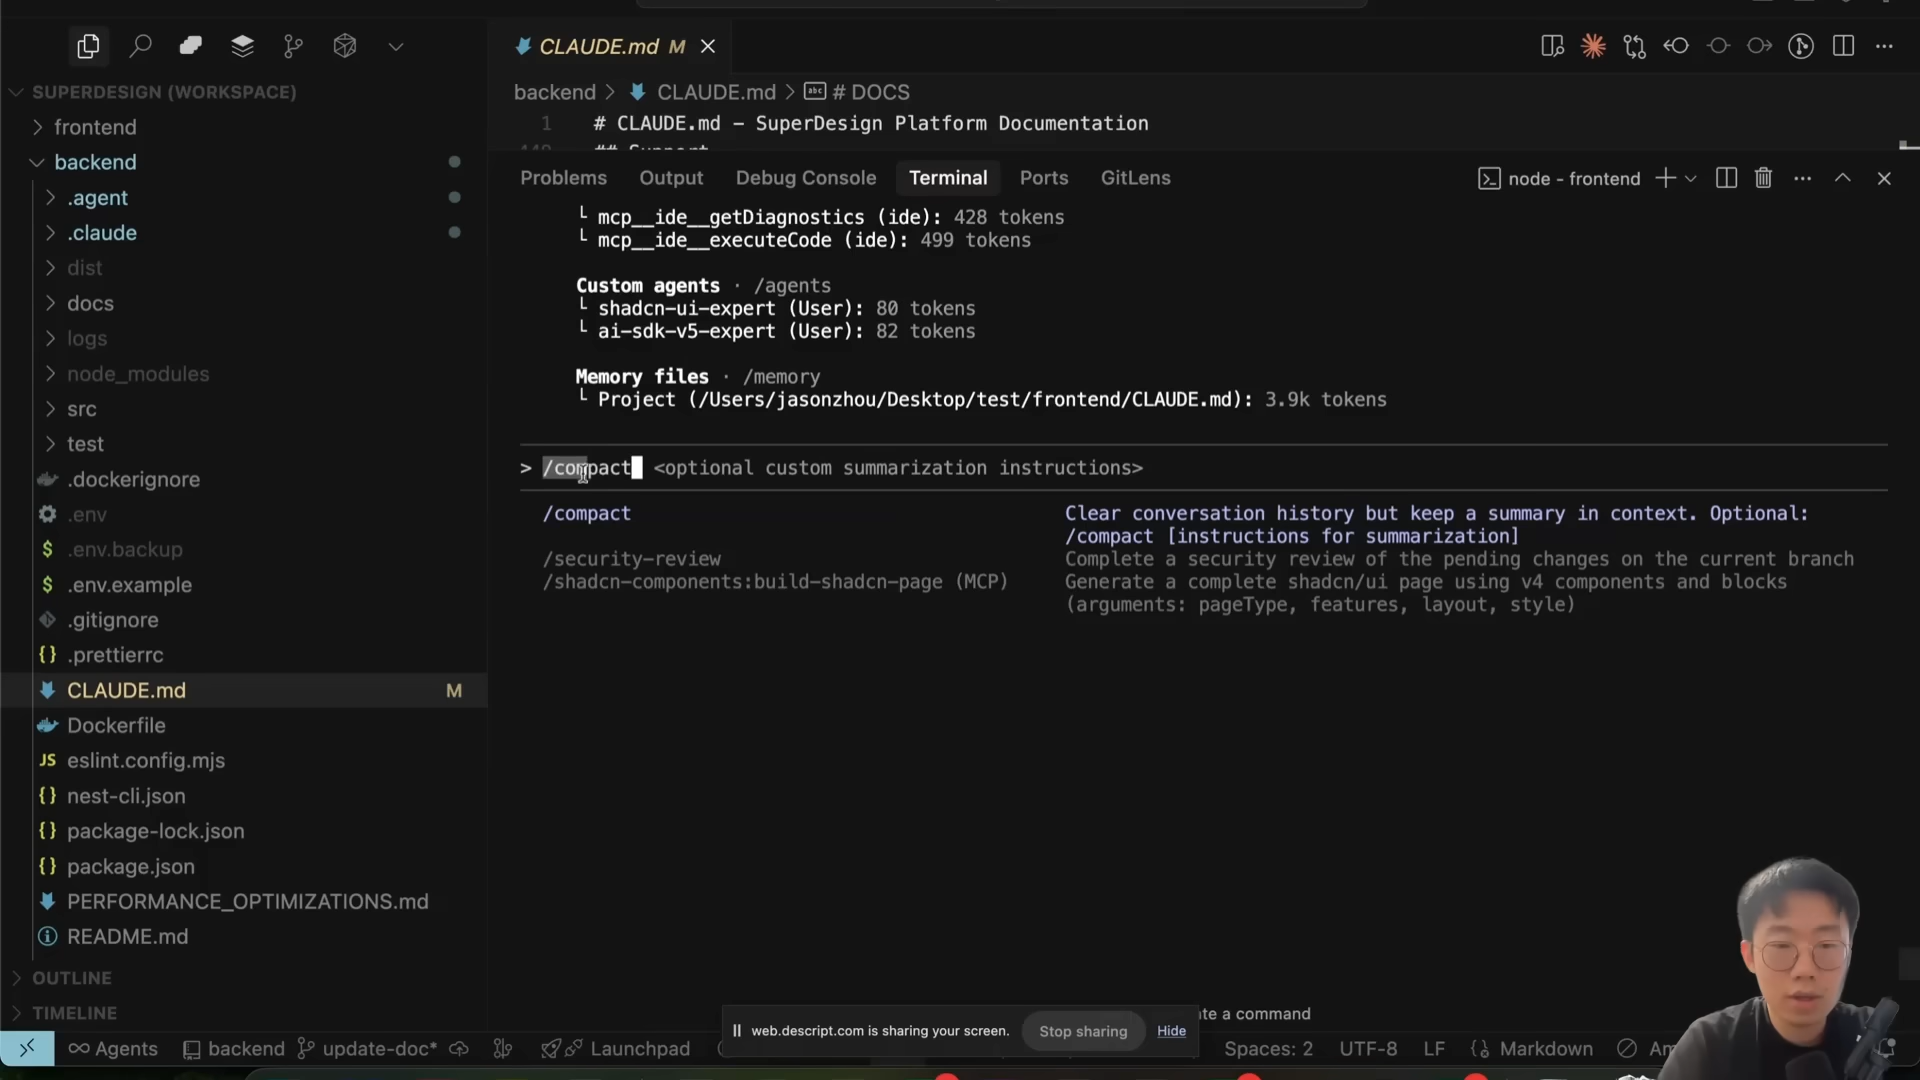 CLAUDE.md M
SUPERDESIGN (WORKSPACE)
frontend
backend
.agent
.claude
dist
docs
logs
node_modules
src
test
.dockerignore
.env
.env.backup
.env.example
.gitignore
.prettierrc
CLAUDE.md M
Dockerfile
JS eslint.config.mjs
{} nest-cli.json
{} package-lock.json
{} package.json
PERFORMANCE_OPTIMIZATIONS.md
README.md
OUTLINE
TIMELINE
backend > CLAUDE.md > # DOCS
1 # CLAUDE.md – SuperDesign Platform Documentation
## Support
Problems Output Debug Console Terminal Ports GitLens
node - frontend
└ mcp__ide__getDiagnostics (ide): 428 tokens
└ mcp__ide__executeCode (ide): 499 tokens
Custom agents · /agents
└ shadcn-ui-expert (User): 80 tokens
└ ai-sdk-v5-expert (User): 82 tokens
Memory files · /memory
└ Project (/Users/jasonzhou/Desktop/test/frontend/CLAUDE.md): 3.9k tokens
> /compact <optional custom summarization instructions>
/compact Clear conversation history but keep a summary in context. Optional:
/compact [instructions for summarization]
/security-review Complete a security review of the pending changes on the current branch
/shadcn-components:build-shadcn-page (MCP) Generate a complete shadcn/ui page using v4 components and blocks
(arguments: pageType, features, layout, style)
te a command
web.descript.com is sharing your screen. Stop sharing Hide
Agents backend update-doc* Launchpad Spaces: 2 UTF-8 LF {} Markdown Am